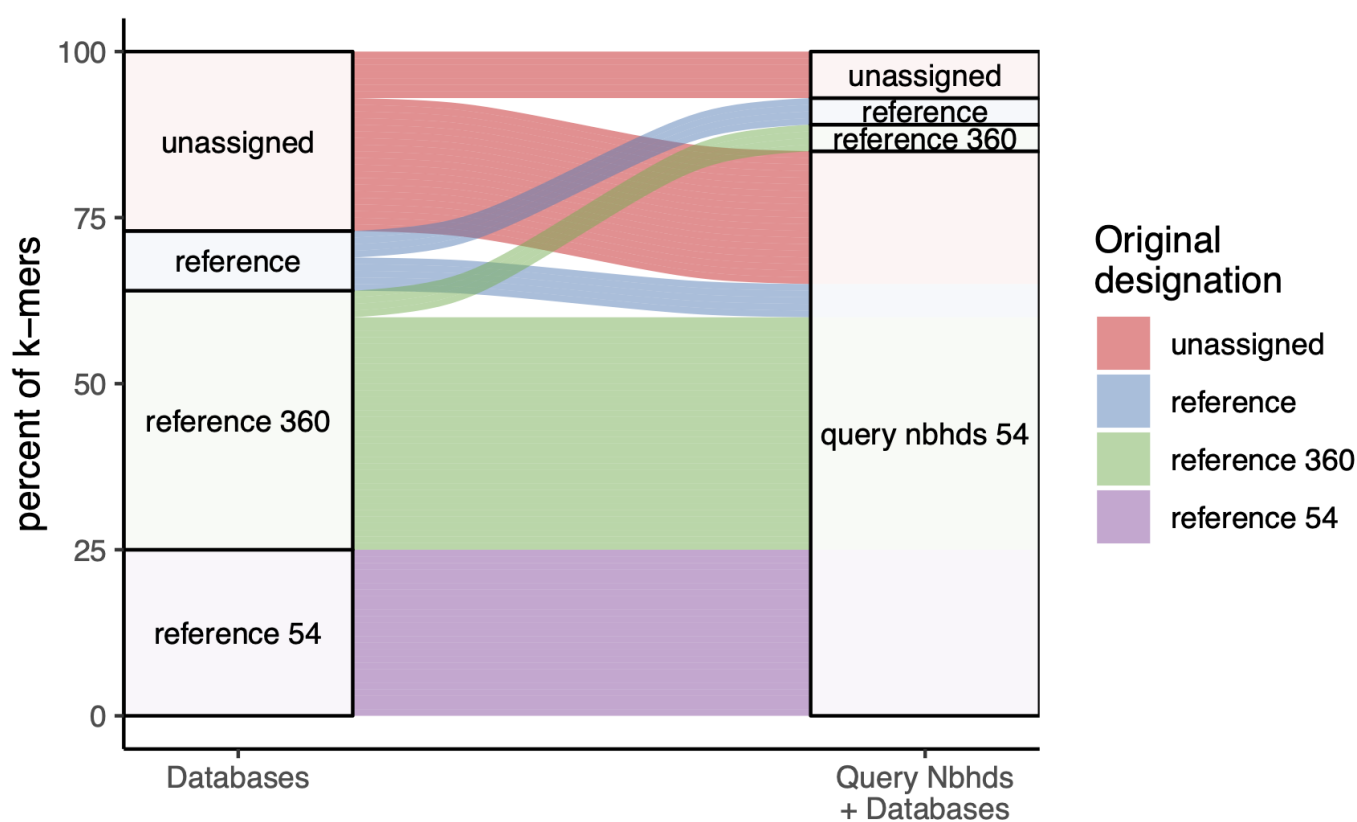 percent of k−mers
100
75
50
25
0
unassigned
reference
reference 360
reference 54
unassigned
reference
reference 360
query nbhds 54
Databases
Query Nbhds
+ Databases
Original
designation
unassigned
reference
reference 360
reference 54